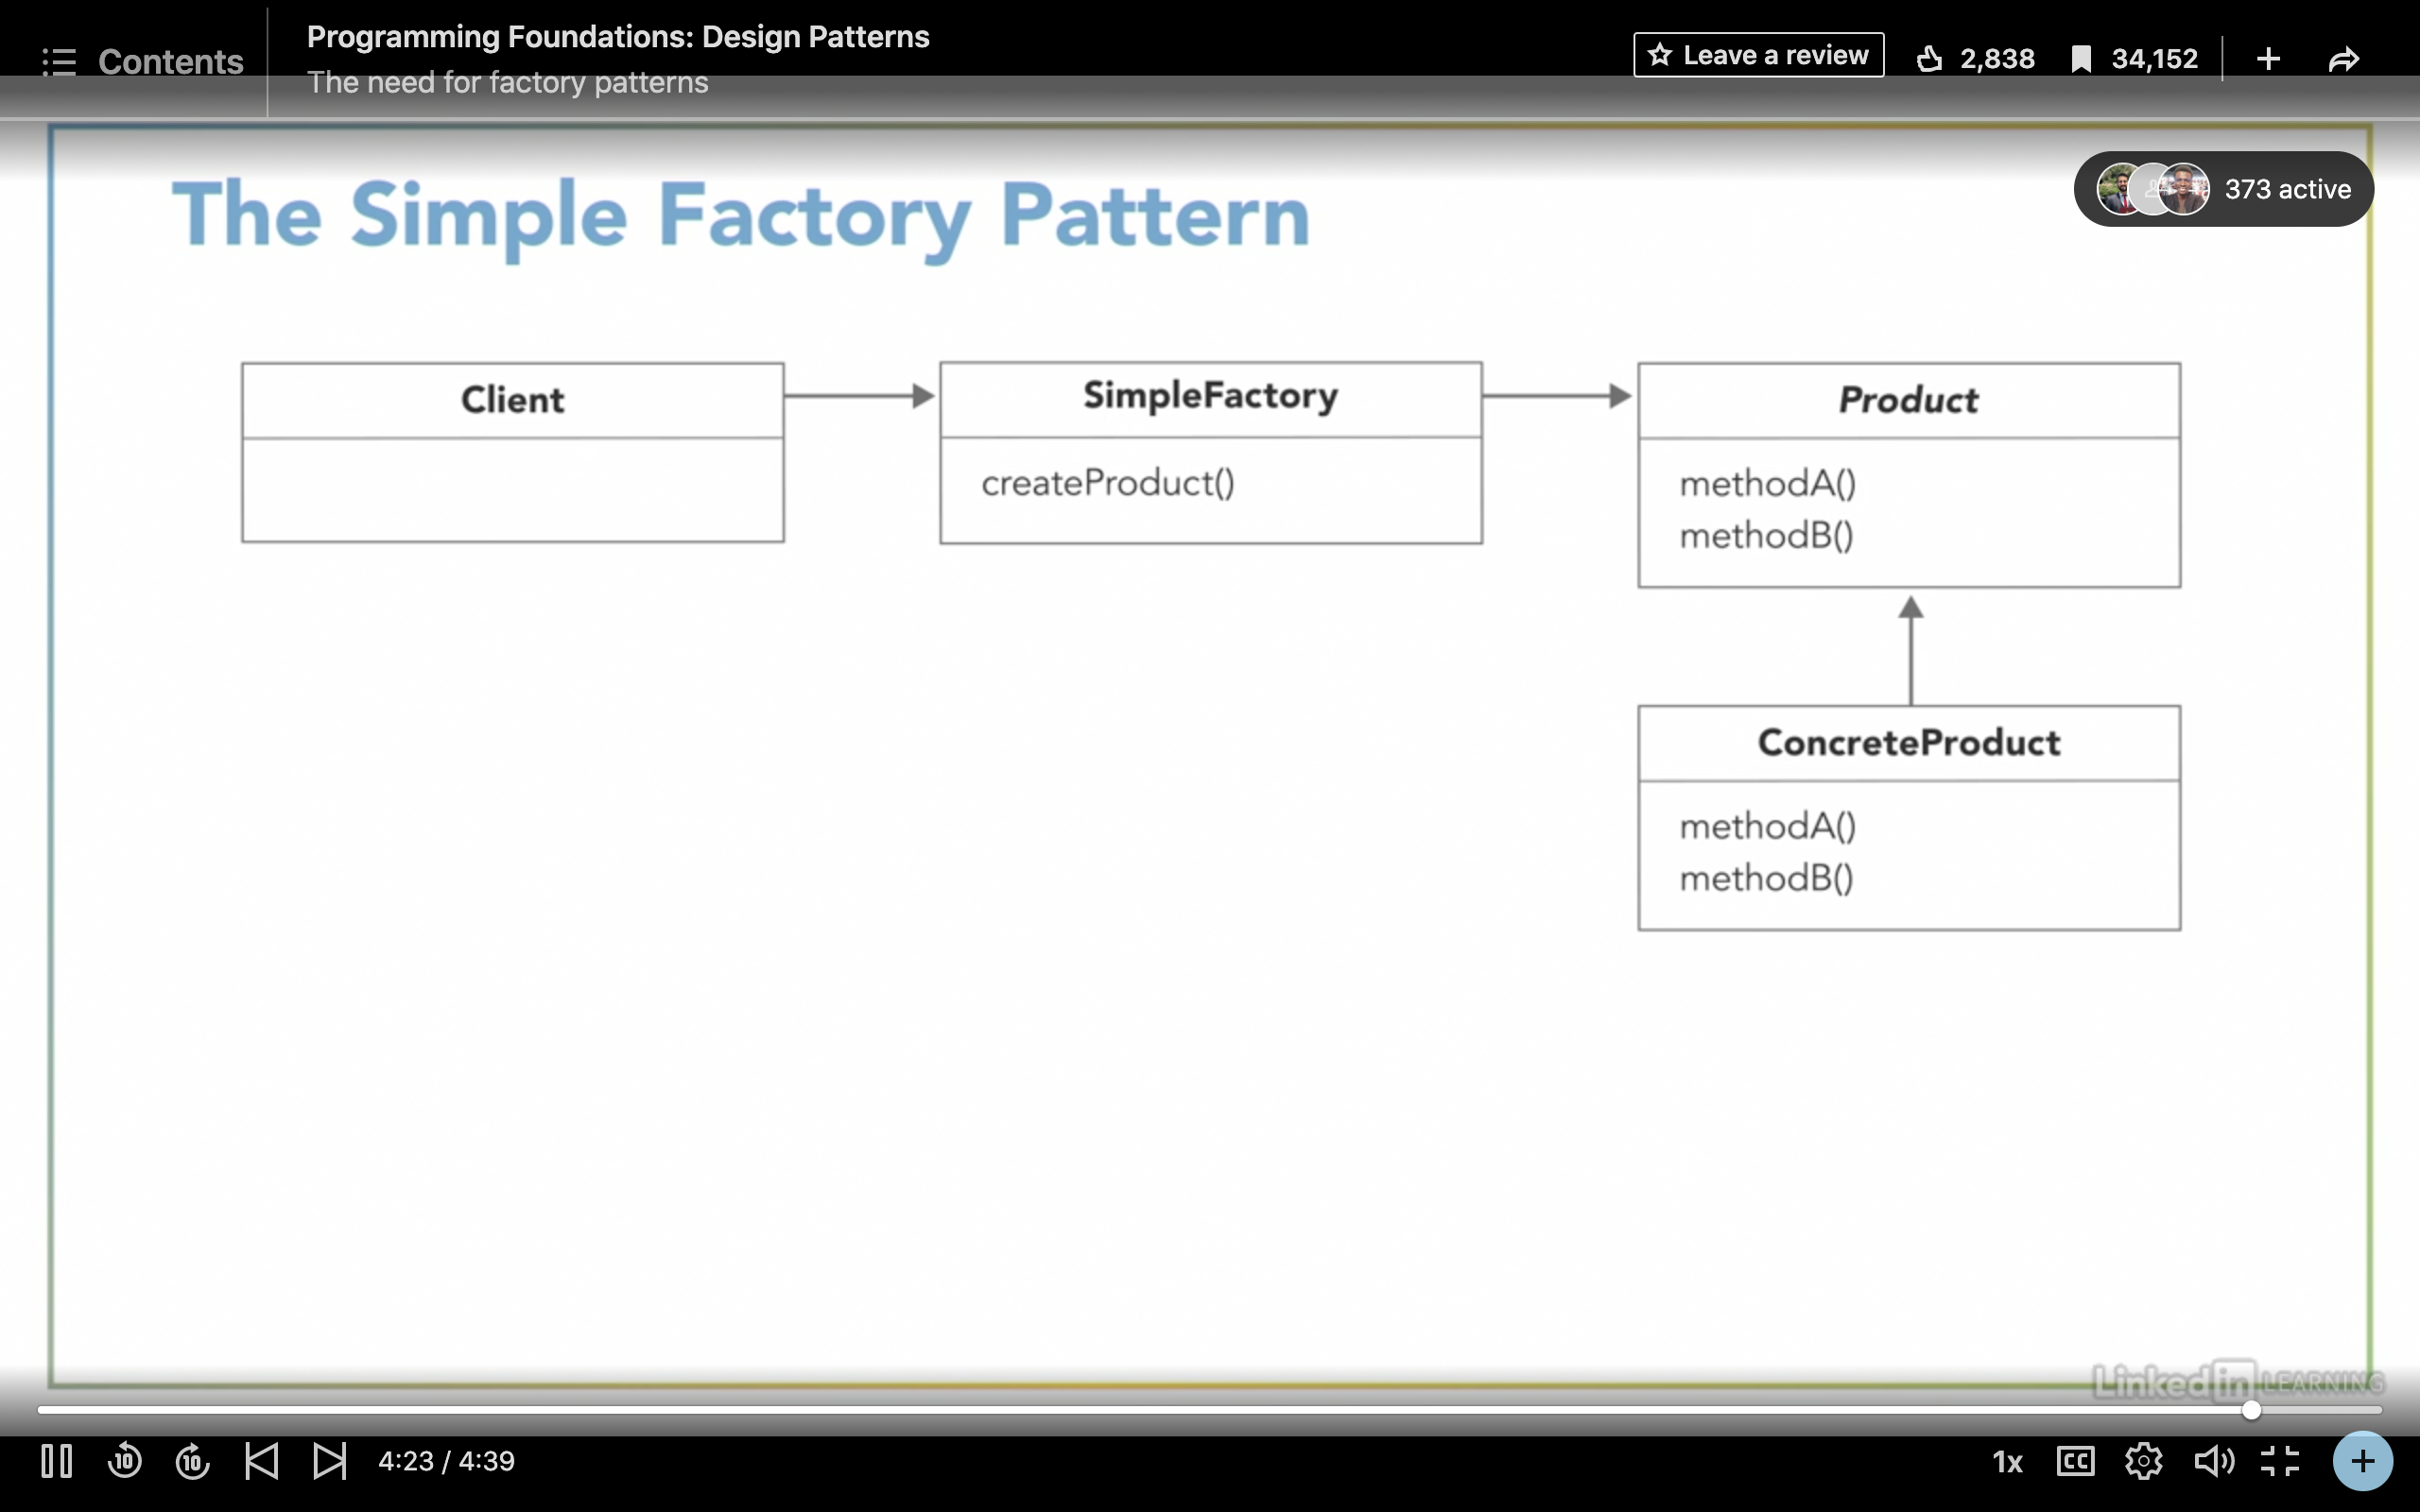 Contents
Programming Foundations: Design Patterns
The need for factory patterns
Leave a review
2,838
34,152
The Simple Factory Pattern
373 active
Client
SimpleFactory
createProduct()
Product
methodA()
methodB()
ConcreteProduct
methodA()
methodB()
LinkedIn LEARNING
10
10
4:23 / 4:39
1x
CC